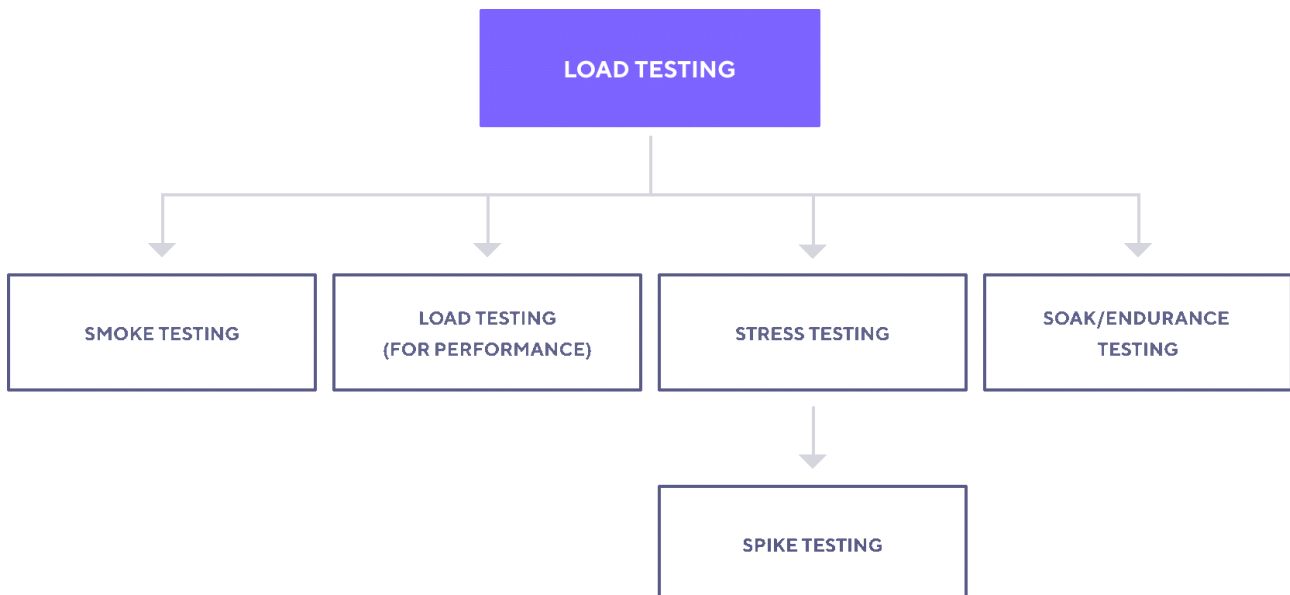 LOAD TESTING
SMOKE TESTING
LOAD TESTING
(FOR PERFORMANCE)
STRESS TESTING
SOAK/ENDURANCE
TESTING
SPIKE TESTING